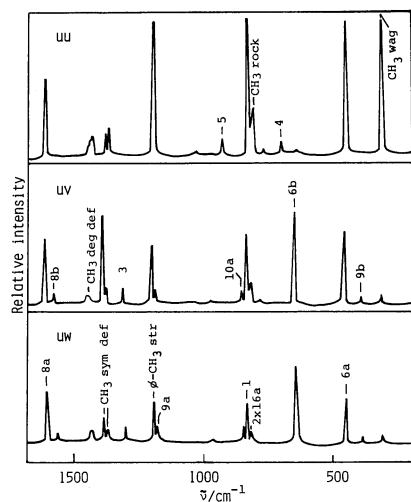 uu
5
CH3 rock
4
CH3 wag
uv
8b
CH3 deg def
3
10a
6b
9b
uw
8a
CH3 sym def
ø-CH3 str
9a
1
2x16a
6a
Relative intensity
1500
1000
500
ν̃/cm⁻¹